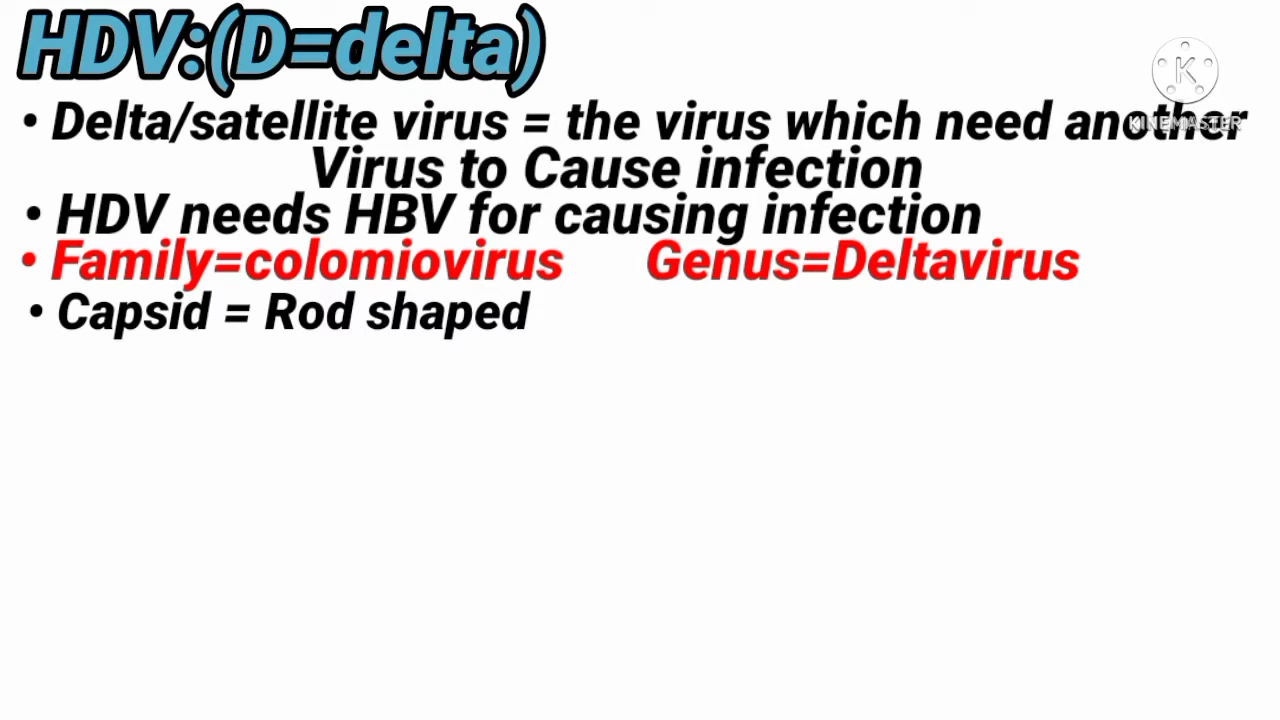 HDV:(D=delta)
• Delta/satellite virus = the virus which need another
Virus to Cause infection
• HDV needs HBV for causing infection
• Family=colomiovirus Genus=Deltavirus
• Capsid = Rod shaped
K
KINEMASTER